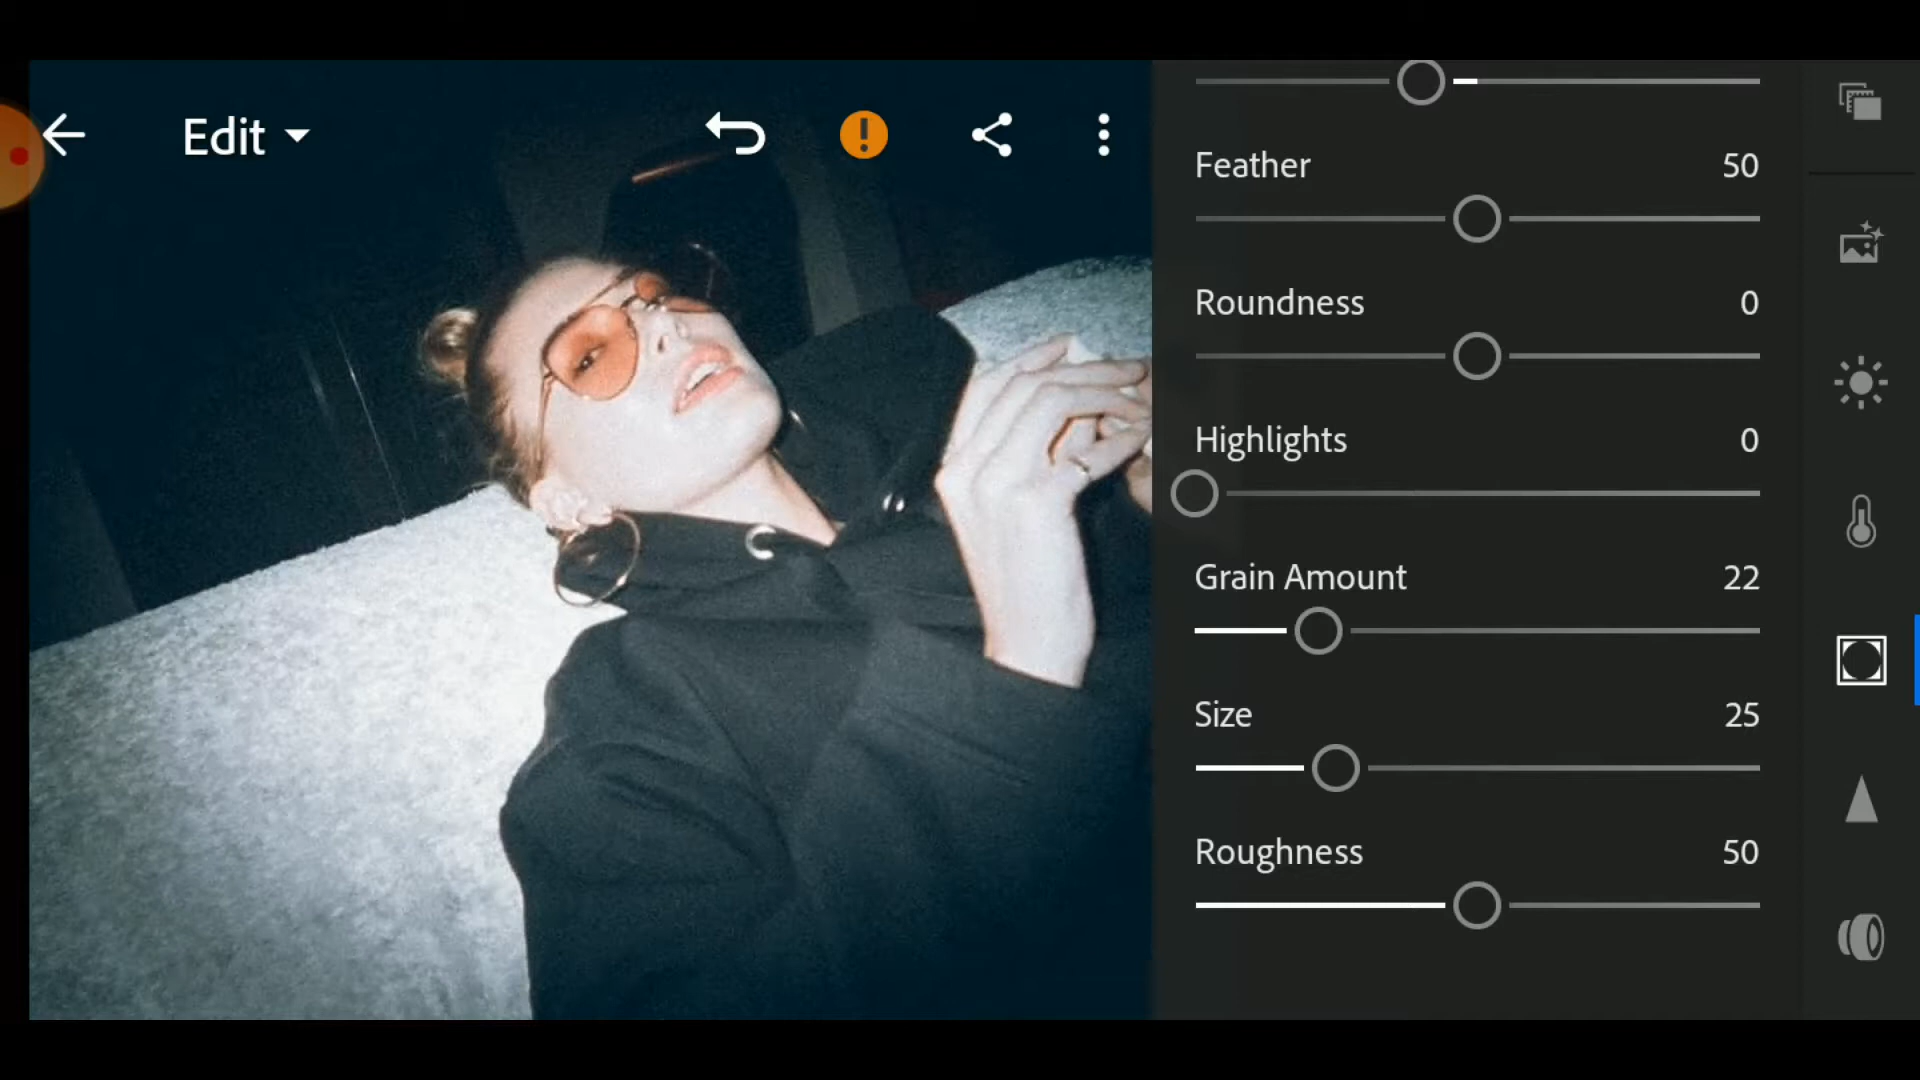 Edit
Feather 50
Roundness 0
Highlights 0
Grain Amount 22
Size 25
Roughness 50